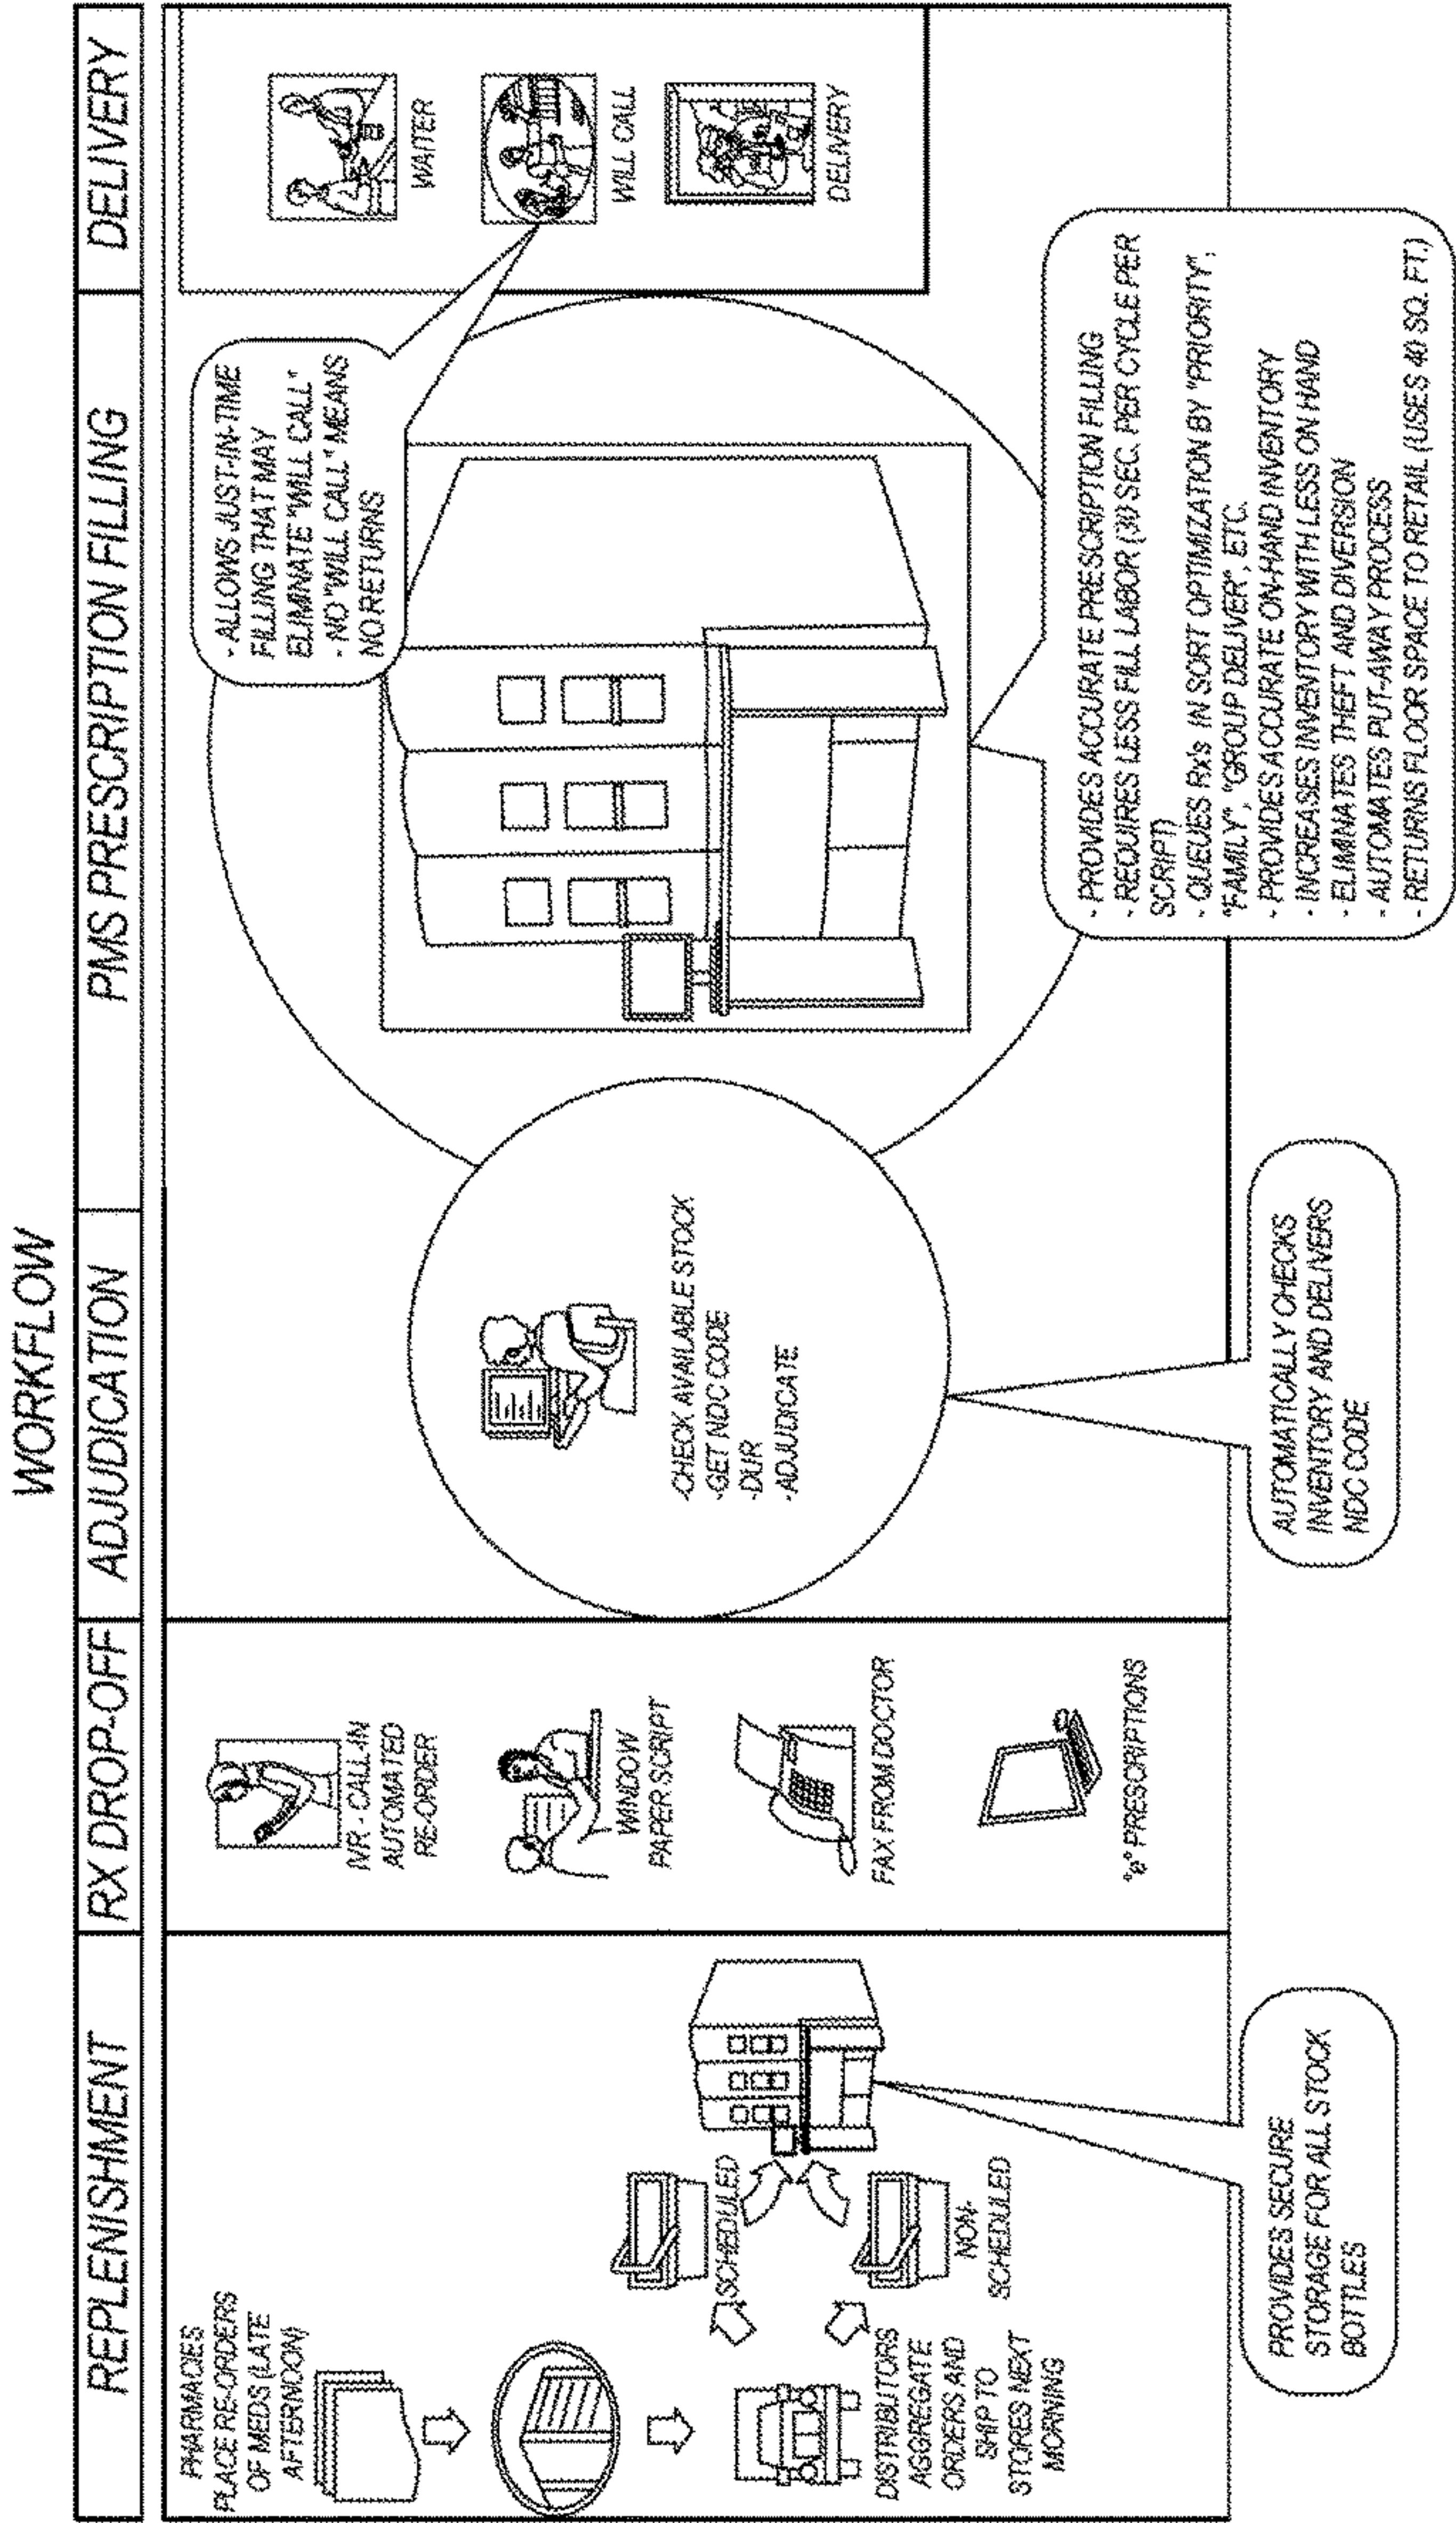 WORKFLOW
REPLENISHMENT
RX DROP-OFF
ADJUDICATION
PMS PRESCRIPTION FILLING
DELIVERY
PHARMACIES
PLACE RE-ORDERS
OF MEDS (LATE
AFTERNOON)
DISTRIBUTORS
AGGREGATE
ORDERS AND
SHIP TO
STORES NEXT
MORNING
SCHEDULED
NON-
SCHEDULED
PROVIDES SECURE
STORAGE FOR ALL STOCK
BOTTLES
IVR - CALL AN
AUTOMATED
RE-ORDER
WINDOW
PAPER SCRIPT
FAX FROM DOCTOR
"e" PRESCRIPTIONS
-CHECK AVAILABLE STOCK
-GET NDC CODE
-DUR
-ADJUDICATE
AUTOMATICALLY CHECKS
INVENTORY AND DELIVERS
NDC CODE
- ALLOWS JUST-IN-TIME
FILLING THAT MAY
ELIMINATE "WILL CALL"
- NO "WILL CALL" MEANS
NO RETURNS
- PROVIDES ACCURATE PRESCRIPTION FILLING
- REQUIRES LESS FILL LABOR (30 SEC. PER CYCLE PER
SCRIPT)
- QUEUES Rx's IN SORT OPTIMIZATION BY "PRIORITY",
"FAMILY", "GROUP DELIVER", ETC.
- PROVIDES ACCURATE ON-HAND INVENTORY
- INCREASES INVENTORY WITH LESS ON HAND
- ELIMINATES THEFT AND DIVERSION
- AUTOMATES PUT-AWAY PROCESS
- RETURNS FLOOR SPACE TO RETAIL (USES 40 SQ. FT.)
WAITER
WILL CALL
DELIVERY